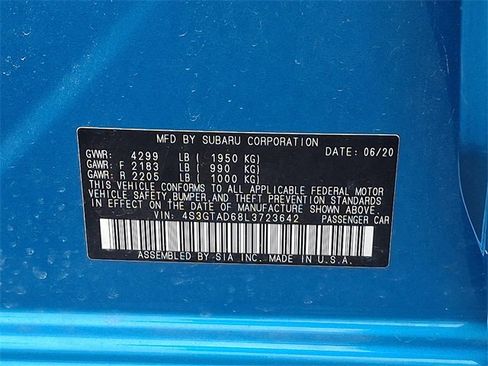 MFD BY SUBARU CORPORATION
GVWR: 4299 LB ( 1950 KG) DATE: 06/20
GAWR: F 2183 LB ( 990 KG)
GAWR: R 2205 LB ( 1000 KG)
THIS VEHICLE CONFORMS TO ALL APPLICABLE FEDERAL MOTOR
VEHICLE SAFETY, BUMPER, AND THEFT PREVENTION STANDARDS
IN EFFECT ON THE DATE OF MANUFACTURE SHOWN ABOVE.
VIN: 4S3GTAD68L3723642 PASSENGER CAR
ASSEMBLED BY SIA INC. MADE IN U.S.A.